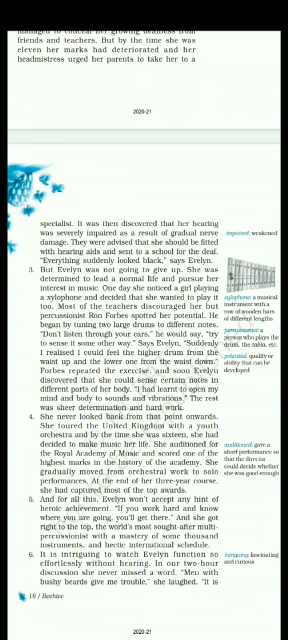 managed to conceal her growing deafness from
friends and teachers. But by the time she was
eleven her marks had deteriorated and her
headmistress urged her parents to take her to a
2020-21
specialist. It was then discovered that her hearing
was severely impaired as a result of gradual nerve
damage. They were advised that she should be fitted
with hearing aids and sent to a school for the deaf.
“Everything suddenly looked black,” says Evelyn.
impaired: weakened
3. But Evelyn was not going to give up. She was
determined to lead a normal life and pursue her
interest in music. One day she noticed a girl playing
a xylophone and decided that she wanted to play it
too. Most of the teachers discouraged her but
percussionist Ron Forbes spotted her potential. He
began by tuning two large drums to different notes.
“Don't listen through your ears,” he would say, “try
to sense it some other way.” Says Evelyn, “Suddenly
I realised I could feel the higher drum from the
waist up and the lower one from the waist down.”
Forbes repeated the exercise, and soon Evelyn
discovered that she could sense certain notes in
different parts of her body. “I had learnt to open my
mind and body to sounds and vibrations.” The rest
was sheer determination and hard work.
xylophone: a musical
instrument with a
row of wooden bars
of different lengths
percussionist: a
person who plays the
drum, the tabla, etc.
potential: quality or
ability that can be
developed
4. She never looked back from that point onwards.
She toured the United Kingdom with a youth
orchestra and by the time she was sixteen, she had
decided to make music her life. She auditioned for
the Royal Academy of Music and scored one of the
highest marks in the history of the academy. She
gradually moved from orchestral work to solo
performances. At the end of her three-year course,
she had captured most of the top awards.
auditioned: gave a
short performance so
that the director
could decide whether
she was good enough
5. And for all this, Evelyn won't accept any hint of
heroic achievement. “If you work hard and know
where you are going, you'll get there.” And she got
right to the top, the world's most sought-after multi-
percussionist with a mastery of some thousand
instruments, and hectic international schedule.
6. It is intriguing to watch Evelyn function so
effortlessly without hearing. In our two-hour
discussion she never missed a word. “Men with
bushy beards give me trouble,” she laughed. “It is
intriguing: fascinating
and curious
18 / Beehive
2020-21